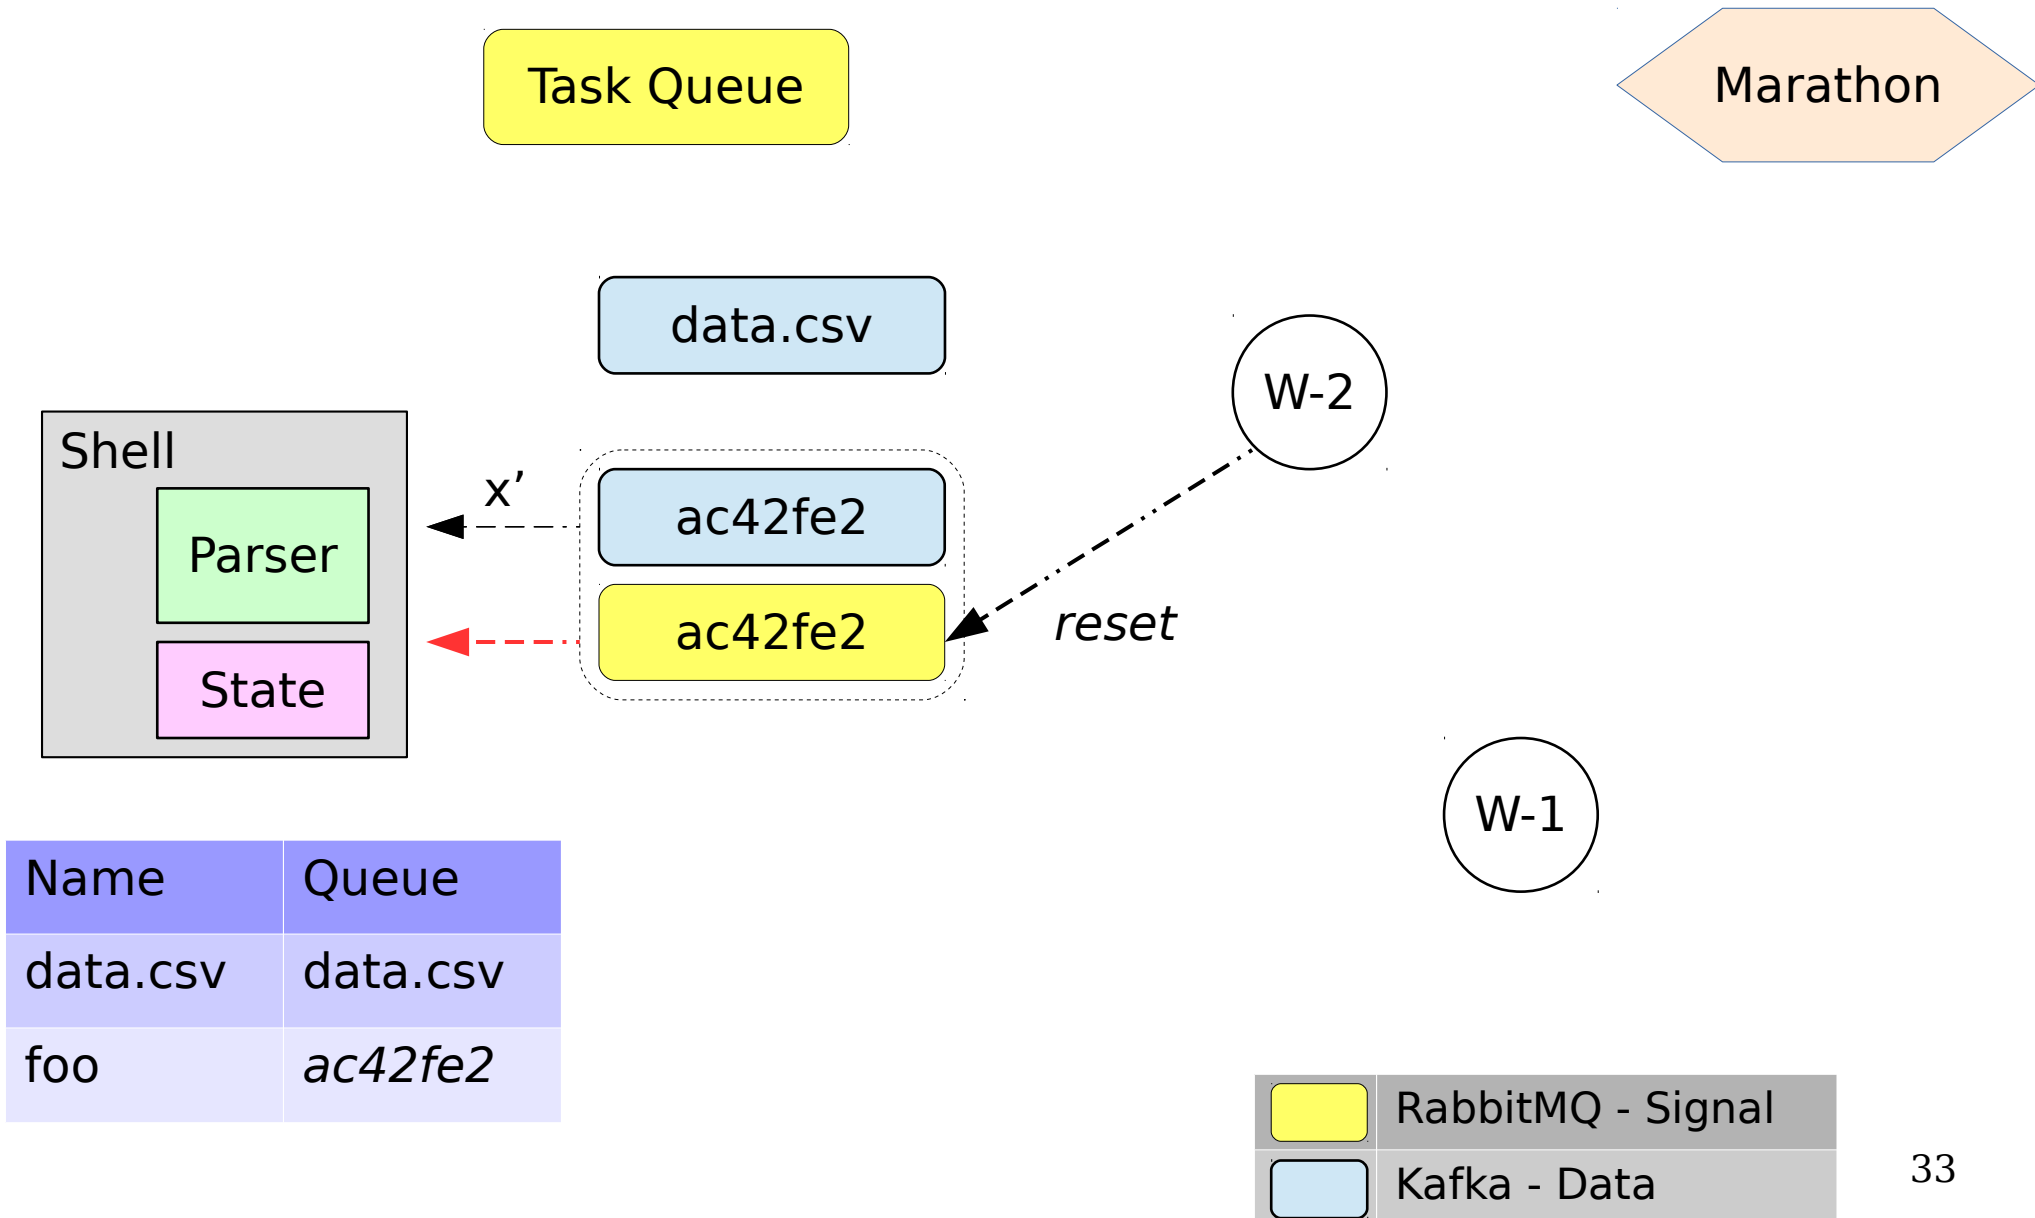 Task Queue
Marathon
data.csv
W-2
Shell
x’
ac42fe2
Parser
ac42fe2
reset
State
W-1
Name Queue
data.csv data.csv
foo ac42fe2
RabbitMQ - Signal
Kafka - Data
33